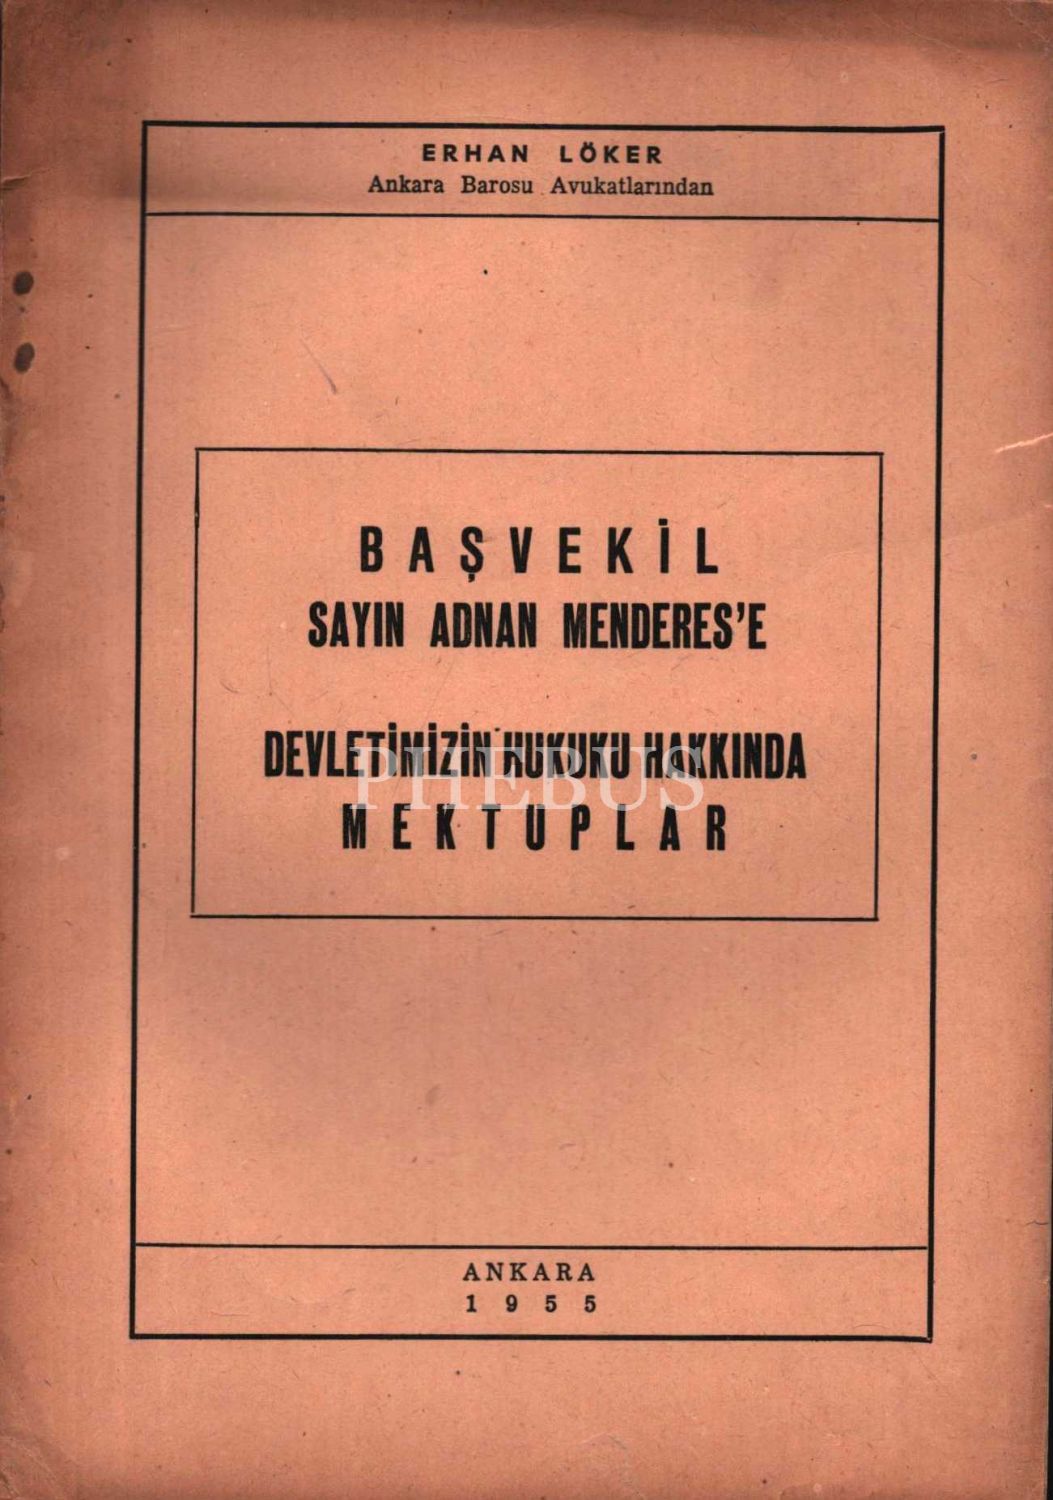 ERHAN LÖKER
Ankara Barosu Avukatlarından
BAŞVEKİL
SAYIN ADNAN MENDERES'E
DEVLETİMİZİN HUKUKU HAKKINDA
PHEBUS
MEKTUPLAR
ANKARA
1955